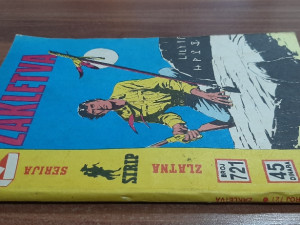 ZAKLETVA
ZLATNA
STRIP
SERIJA
BROJ
721
45
DINARA